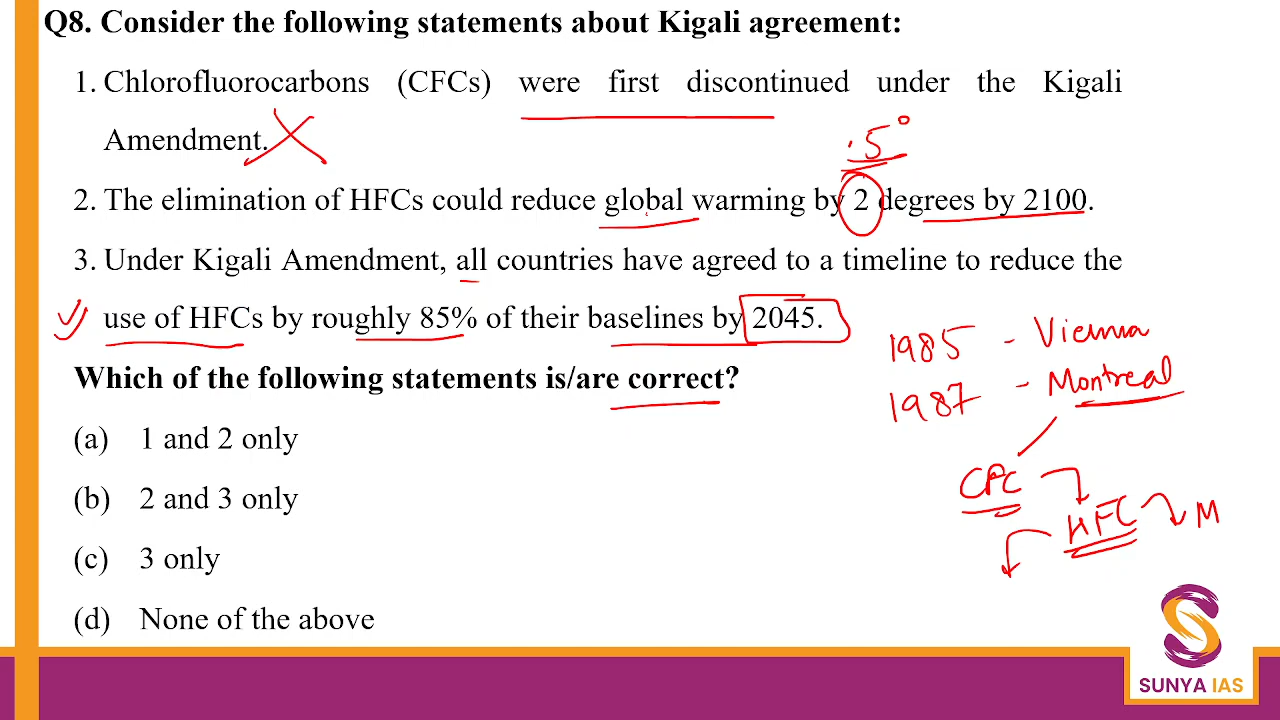 Q8. Consider the following statements about Kigali agreement:
1. Chlorofluorocarbons (CFCs) were first discontinued under the Kigali
Amendment.
.5°
2. The elimination of HFCs could reduce global warming by 2 degrees by 2100.
3. Under Kigali Amendment, all countries have agreed to a timeline to reduce the
use of HFCs by roughly 85% of their baselines by 2045.
1985 - Vienna
Which of the following statements is/are correct?
1987 - Montreal
(a) 1 and 2 only
CFC
(b) 2 and 3 only
HFC M
(c) 3 only
(d) None of the above
SUNYA IAS